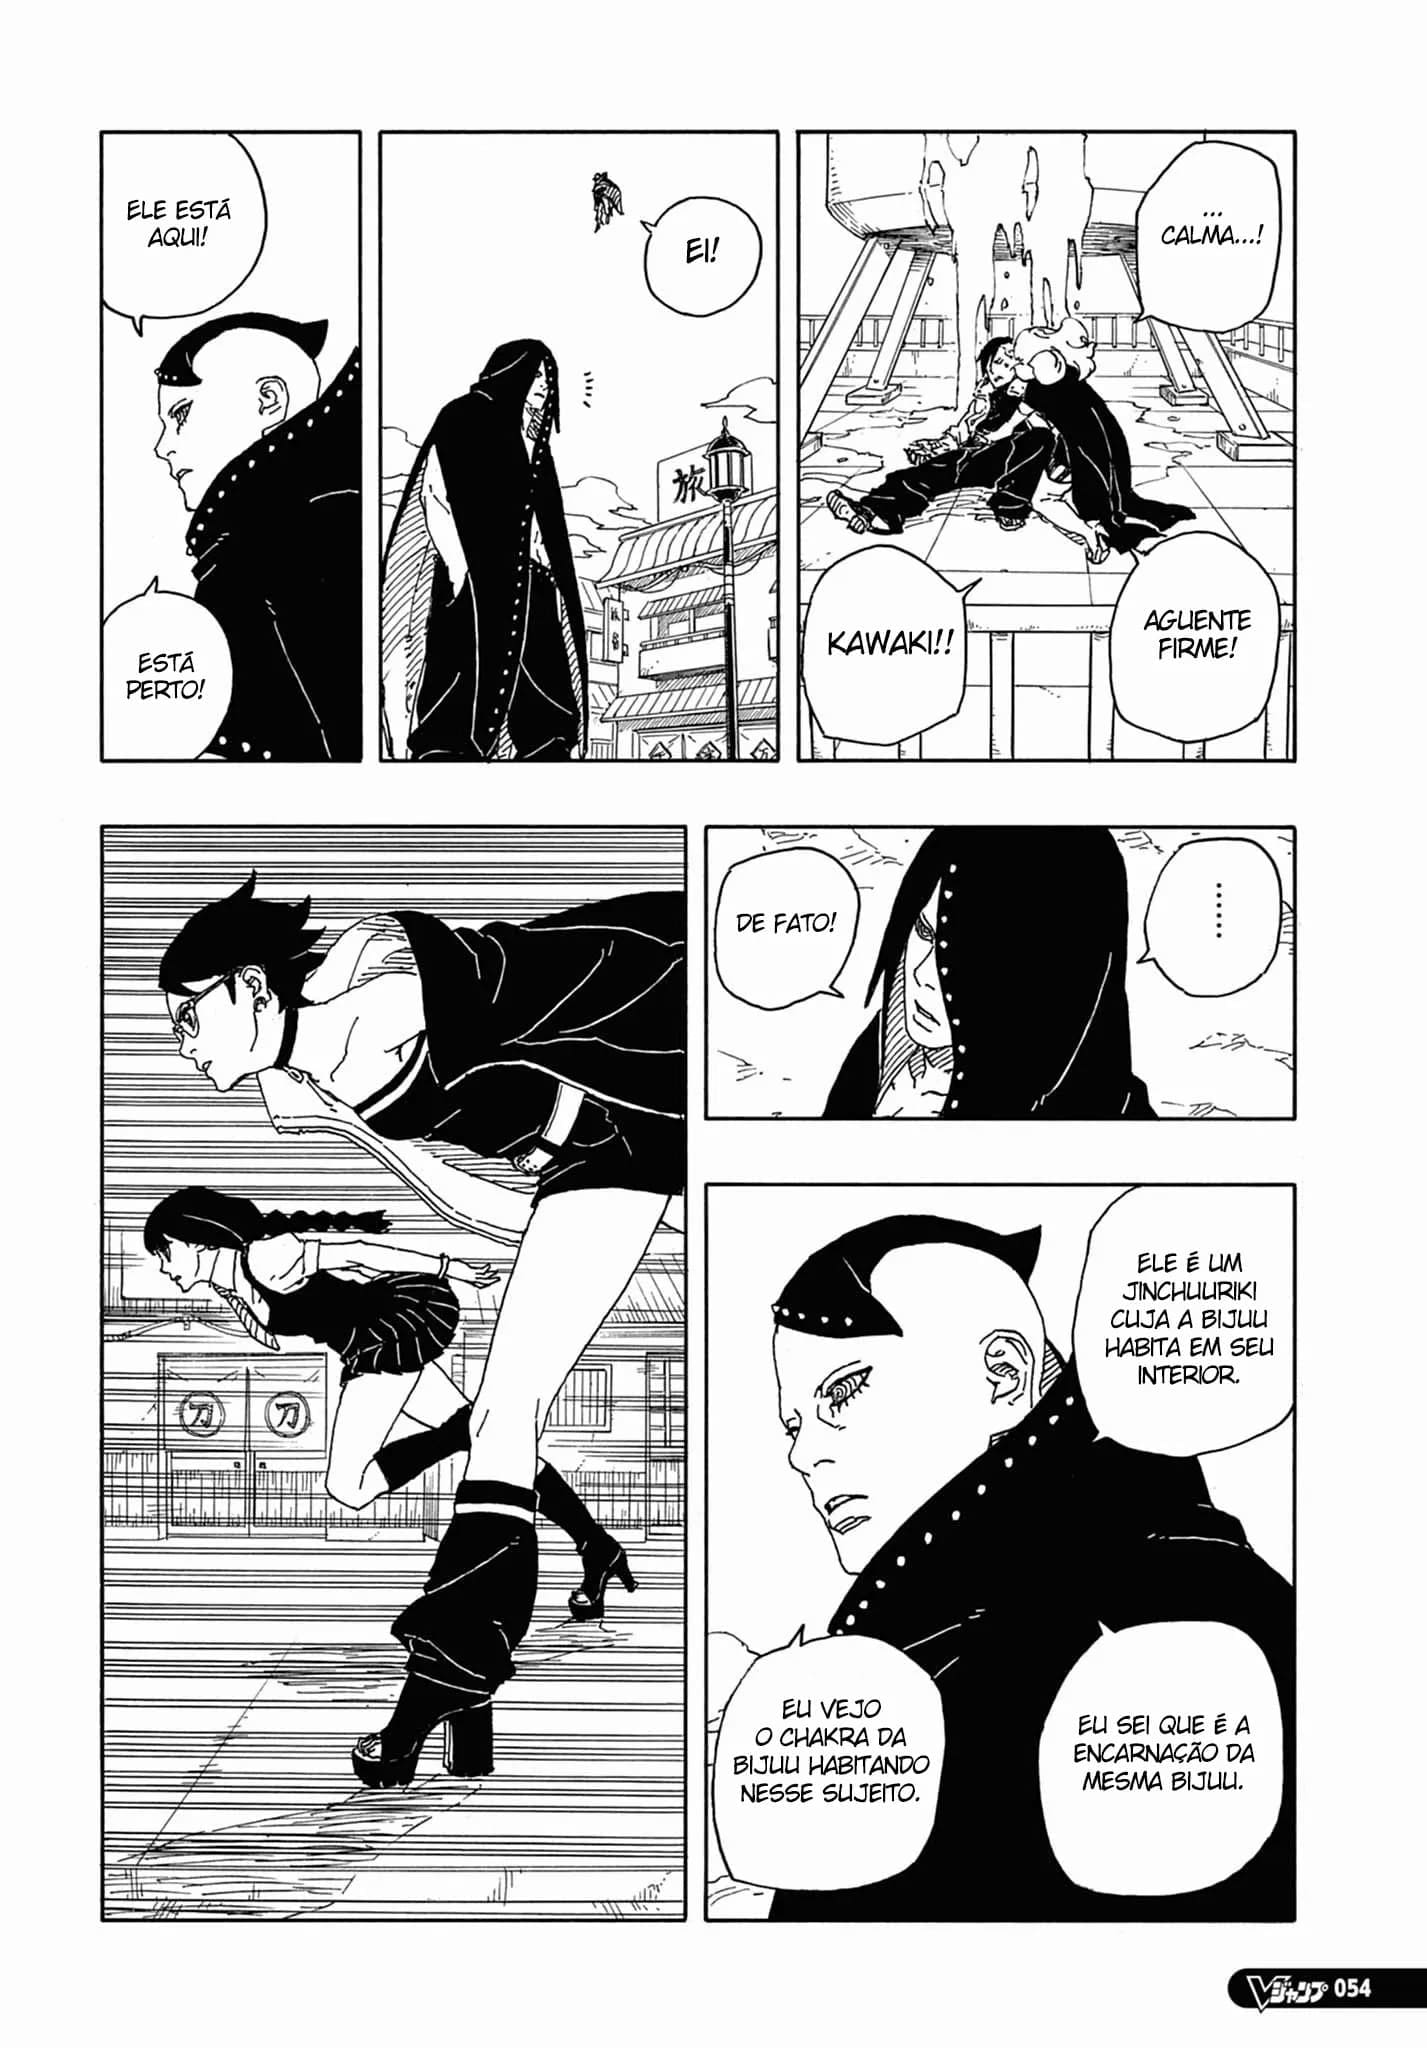 ...
CALMA...!
AGUENTE
FIRME!
KAWAKI!!
EI!
旅
ELE ESTÁ
AQUI!
ESTÁ
PERTO!
......
DE FATO!
ELE É UM
JINCHUURIKI
CUJA A BIJUU
HABITA EM SEU
INTERIOR.
EU SEI QUE É A
ENCARNAÇÃO DA
MESMA BIJUU.
EU VEJO
O CHAKRA DA
BIJUU HABITANDO
NESSE SUJEITO.
刀 刀
Vジャンプ 054